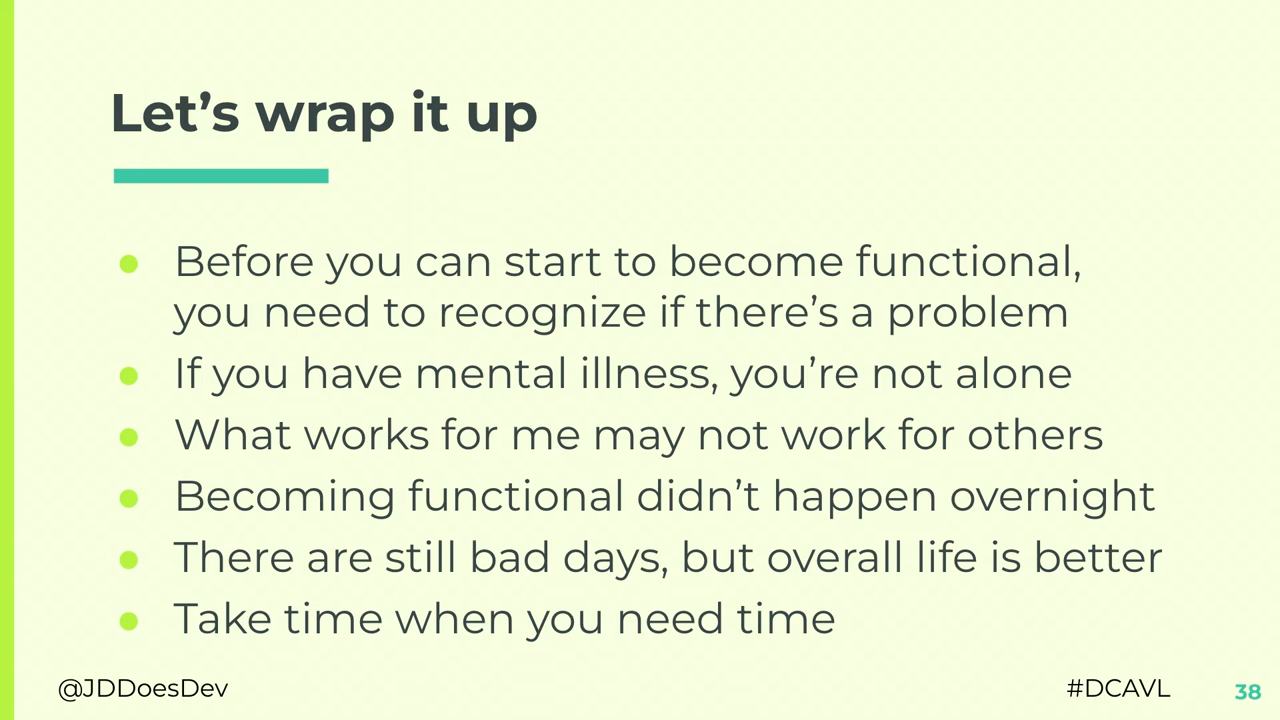 Let’s wrap it up
● Before you can start to become functional,
you need to recognize if there’s a problem
● If you have mental illness, you’re not alone
● What works for me may not work for others
● Becoming functional didn’t happen overnight
● There are still bad days, but overall life is better
● Take time when you need time
@JDDoesDev
#DCAVL
38